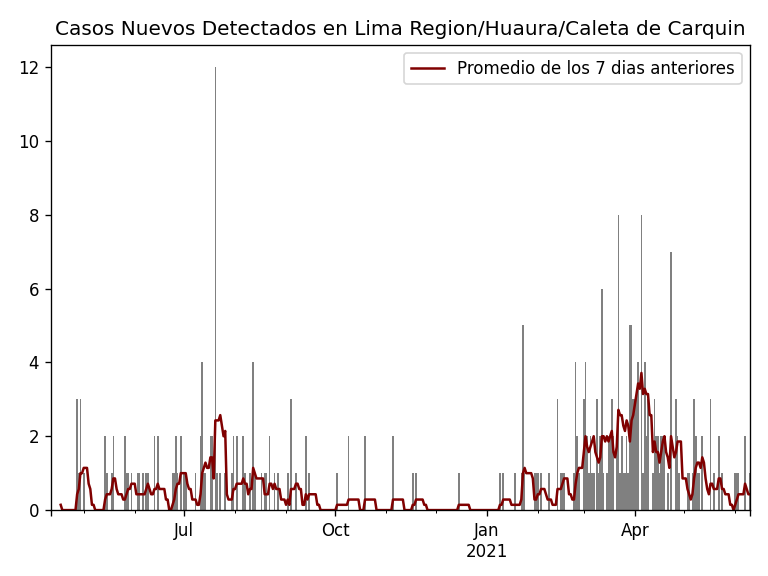 Casos Nuevos Detectados en Lima Region/Huaura/Caleta de Carquin
Promedio de los 7 dias anteriores
12
10
8
6
4
2
0
Jul
Oct
Jan
2021
Apr